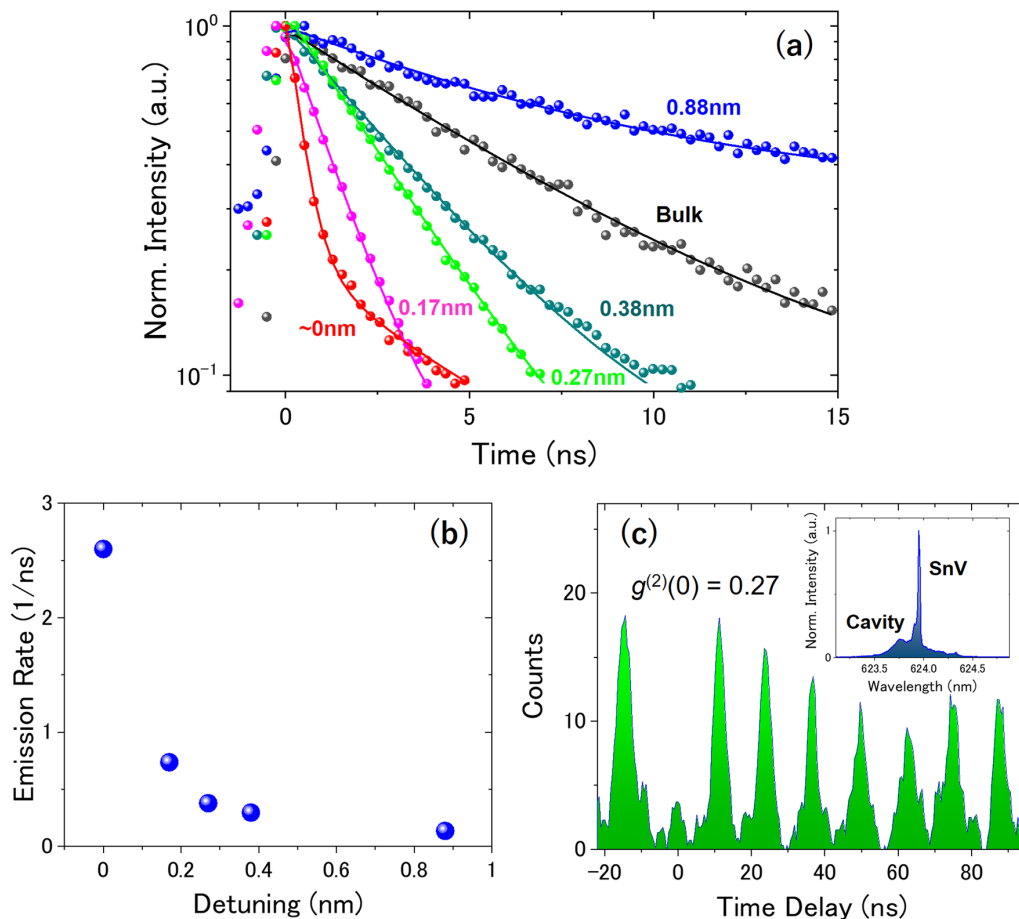 (a)
Norm. Intensity (a.u.)
10⁰
10⁻¹
0.88nm
Bulk
0.38nm
0.17nm
~0nm
0.27nm
0 5 10 15
Time (ns)
(b)
Emission Rate (1/ns)
3
2
1
0
0 0.2 0.4 0.6 0.8 1
Detuning (nm)
(c)
g⁽²⁾(0) = 0.27
Counts
20
10
0
−20 0 20 40 60 80
Time Delay (ns)
Norm. Intensity (a.u.)
1
0
SnV
Cavity
623.5 624.0 624.5
Wavelength (nm)